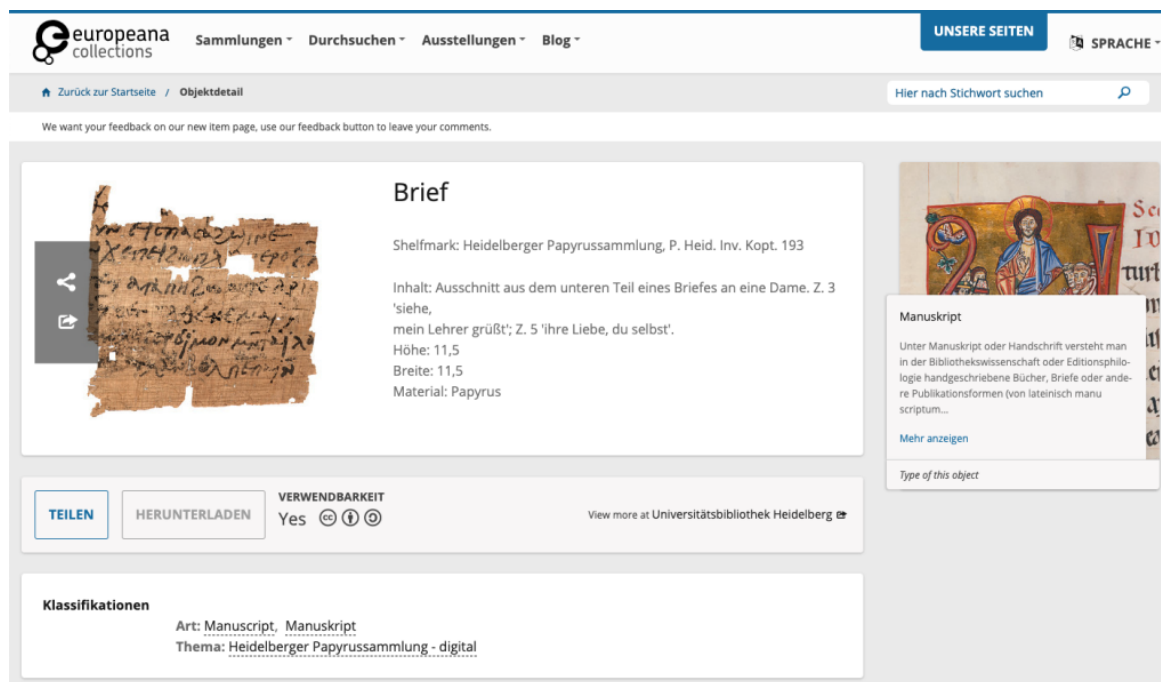 europeana
collections
Sammlungen
Durchsuchen
Ausstellungen
Blog
UNSERE SEITEN
SPRACHE
Zurück zur Startseite / Objektdetail
Hier nach Stichwort suchen
We want your feedback on our new item page, use our feedback button to leave your comments.
Brief
Shelfmark: Heidelberger Papyrussammlung, P. Heid. Inv. Kopt. 193
Inhalt: Ausschnitt aus dem unteren Teil eines Briefes an eine Dame. Z. 3
'siehe,
mein Lehrer grüßt'; Z. 5 'ihre Liebe, du selbst'.
Höhe: 11,5
Breite: 11,5
Material: Papyrus
Manuskript
Unter Manuskript oder Handschrift versteht man
in der Bibliothekswissenschaft oder Editionsphilo-
logie handgeschriebene Bücher, Briefe oder ande-
re Publikationsformen (von lateinisch manu
scriptum...
Mehr anzeigen
Type of this object
TEILEN
HERUNTERLADEN
VERWENDBARKEIT
Yes
View more at Universitätsbibliothek Heidelberg
Klassifikationen
Art: Manuscript, Manuskript
Thema: Heidelberger Papyrussammlung - digital